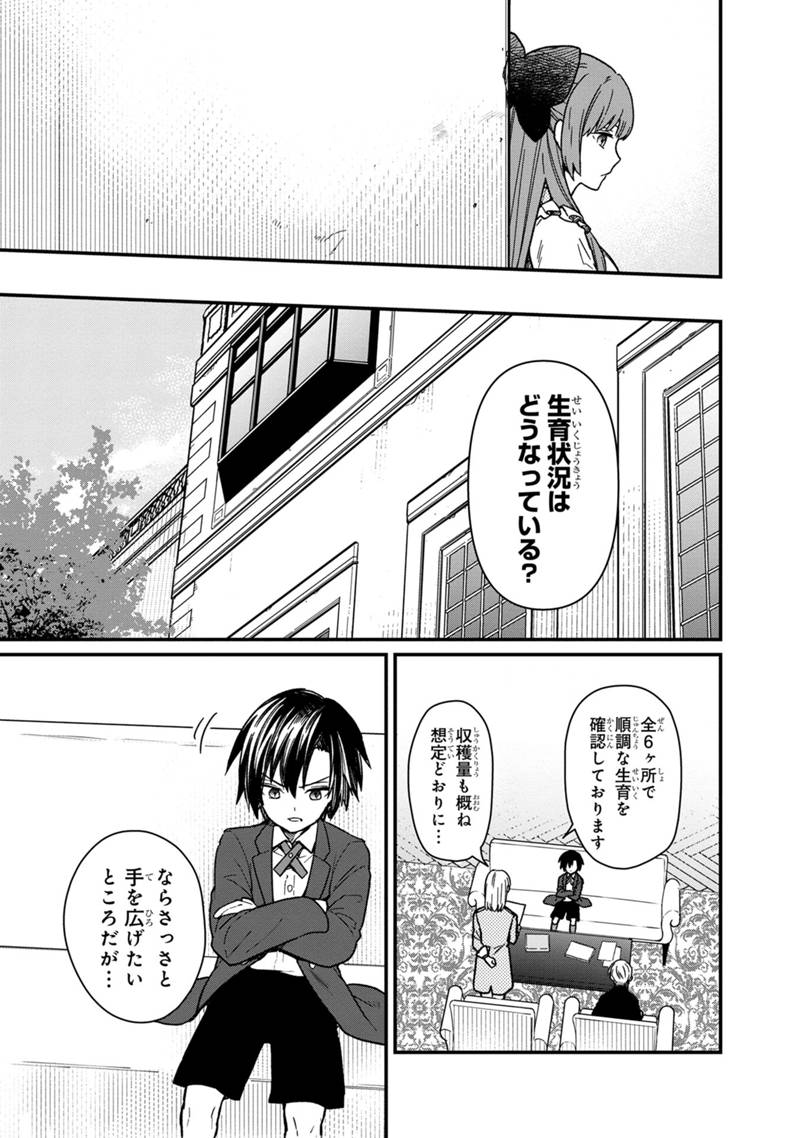 生育状況は
どうなっている?
全6ヶ所で
順調な生育を
確認しております
収穫量も概ね
想定どおりに…
ならさっさと
手を広げたい
ところだが…